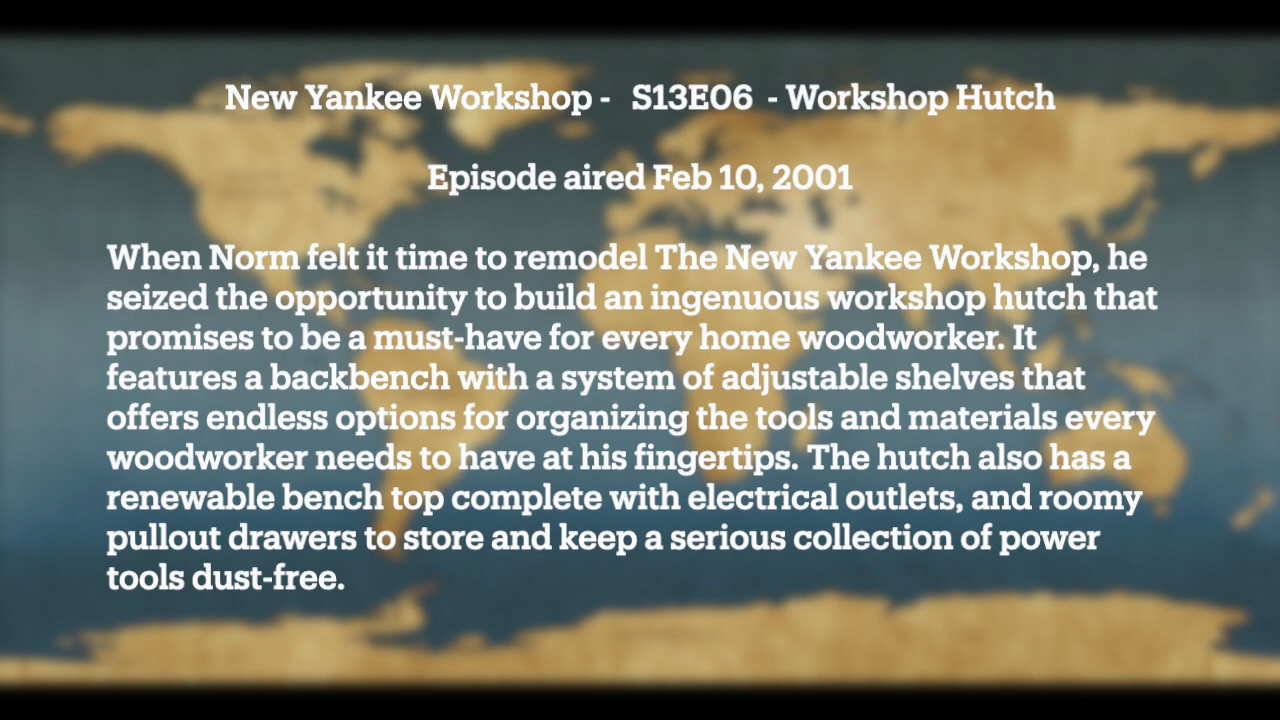 New Yankee Workshop - S13E06 - Workshop Hutch
Episode aired Feb 10, 2001
When Norm felt it time to remodel The New Yankee Workshop, he
seized the opportunity to build an ingenuous workshop hutch that
promises to be a must-have for every home woodworker. It
features a backbench with a system of adjustable shelves that
offers endless options for organizing the tools and materials every
woodworker needs to have at his fingertips. The hutch also has a
renewable bench top complete with electrical outlets, and roomy
pullout drawers to store and keep a serious collection of power
tools dust-free.